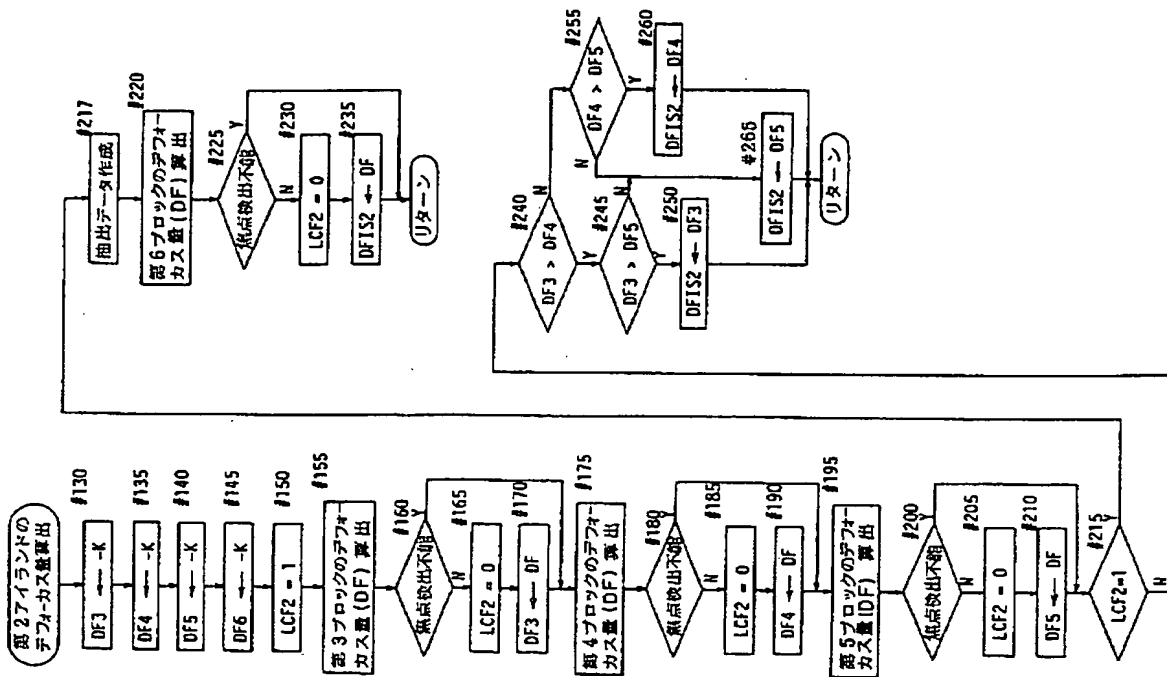 第2アイランドの
デフォーカス量算出
#130
DF3 ← -K
#135
DF4 ← -K
#140
DF5 ← -K
#145
DF6 ← -K
#150
LCF2 = 1
#155
第3ブロックのデフォー
カス量(DF) 算出
#160
焦点検出不能
Y
N
#165
LCF2 = 0
#170
DF3 ← DF
#175
第4ブロックのデフォー
カス量(DF) 算出
#180
焦点検出不能
Y
N
#185
LCF2 = 0
#190
DF4 ← DF
#195
第5ブロックのデフォー
カス量(DF) 算出
#200
焦点検出不能
Y
N
#205
LCF2 = 0
#210
DF5 ← DF
#215
LCF2=1
Y
N
#217
抽出データ作成
#220
第6ブロックのデフォー
カス量(DF) 算出
#225
焦点検出不能
Y
N
#230
LCF2 = 0
#235
DFIS2 ← DF
リターン
#240
DF3 > DF4
N
Y
#245
DF3 > DF5
N
Y
#250
DFIS2 ← DF3
#255
DF4 > DF5
N
Y
#260
DFIS2 ← DF4
#265
DFIS2 ← DF5
リターン